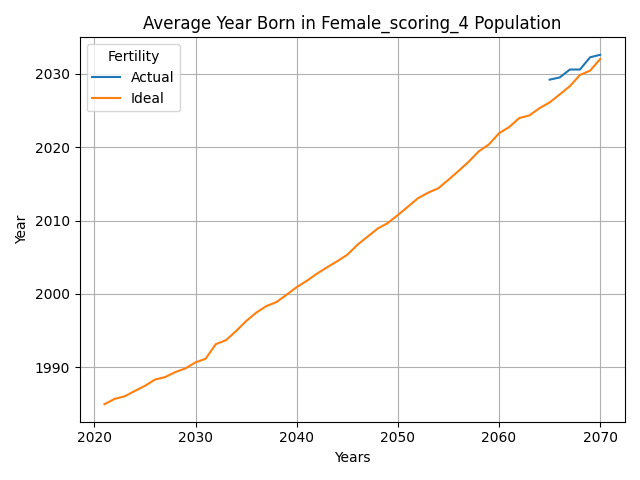 Average Year Born in Female_scoring_4 Population
Fertility
Actual
Ideal
2030
2020
2010
2000
1990
Year
2020 2030 2040 2050 2060 2070
Years